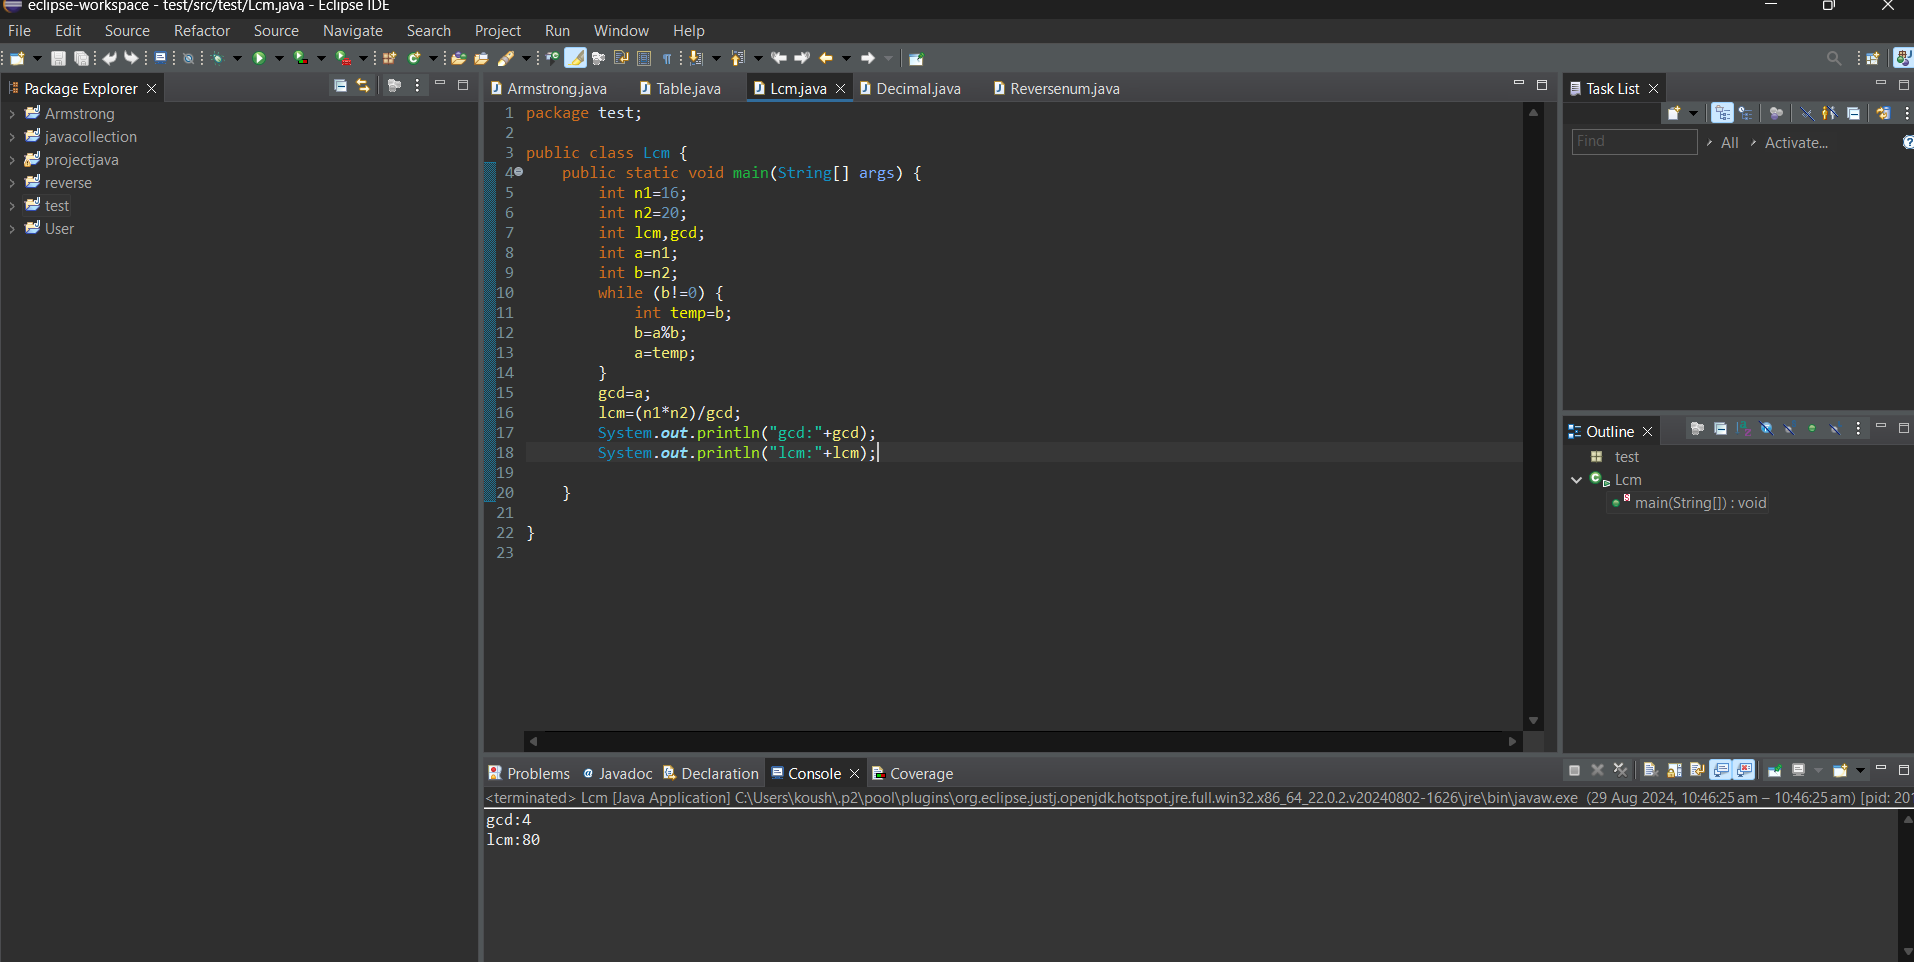 eclipse-workspace - test/src/test/Lcm.java - Eclipse IDE
File Edit Source Refactor Source Navigate Search Project Run Window Help
Package Explorer
Armstrong
javacollection
projectjava
reverse
test
User
Armstrong.java Table.java Lcm.java Decimal.java Reversenum.java
1 package test;
2
3 public class Lcm {
4 public static void main(String[] args) {
5 int n1=16;
6 int n2=20;
7 int lcm,gcd;
8 int a=n1;
9 int b=n2;
10 while (b!=0) {
11 int temp=b;
12 b=a%b;
13 a=temp;
14 }
15 gcd=a;
16 lcm=(n1*n2)/gcd;
17 System.out.println("gcd:"+gcd);
18 System.out.println("lcm:"+lcm);
19
20 }
21
22 }
23
Task List
Find All Activate...
Outline
test
Lcm
main(String[]) : void
Problems Javadoc Declaration Console Coverage
<terminated> Lcm [Java Application] C:\Users\koush\.p2\pool\plugins\org.eclipse.justj.openjdk.hotspot.jre.full.win32.x86_64_22.0.2.v20240802-1626\jre\bin\javaw.exe (29 Aug 2024, 10:46:25 am – 10:46:25 am) [pid: 201
gcd:4
lcm:80